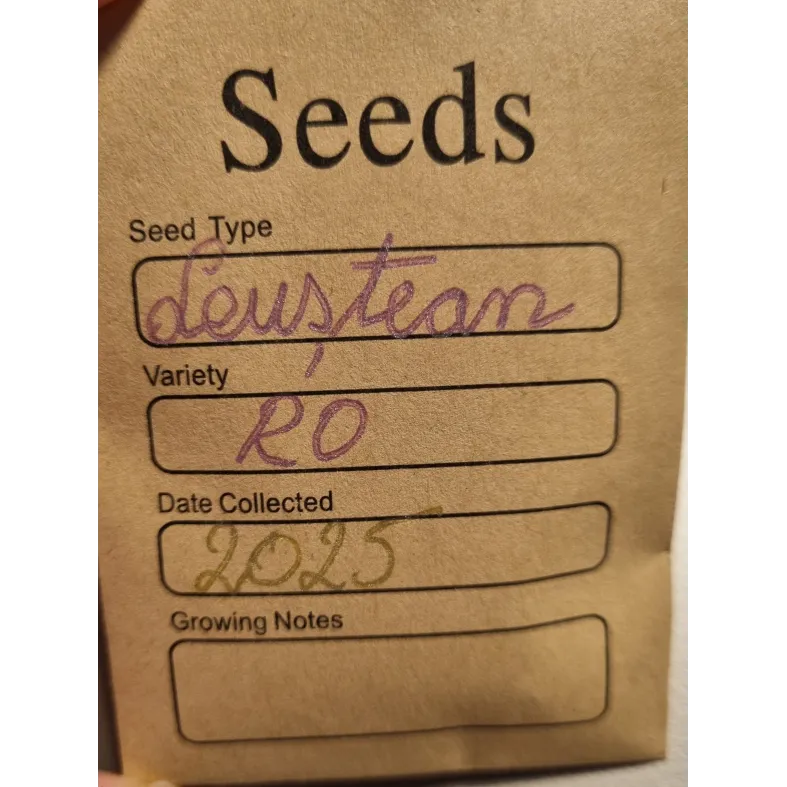 Seeds
Seed Type
Leuștean
Variety
RO
Date Collected
2025
Growing Notes